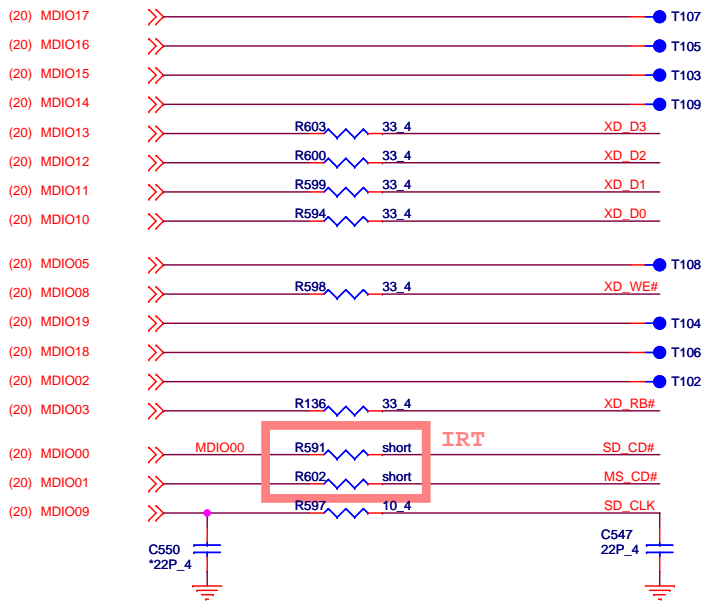 (20) MDIO17 T107
(20) MDIO16 T105
(20) MDIO15 T103
(20) MDIO14 T109
(20) MDIO13 R603 33_4 XD_D3
(20) MDIO12 R600 33_4 XD_D2
(20) MDIO11 R599 33_4 XD_D1
(20) MDIO10 R594 33_4 XD_D0
(20) MDIO05 T108
(20) MDIO08 R598 33_4 XD_WE#
(20) MDIO19 T104
(20) MDIO18 T106
(20) MDIO02 T102
(20) MDIO03 R136 33_4 XD_RB#
IRT
(20) MDIO00 MDIO00 R591 short SD_CD#
(20) MDIO01 R602 short MS_CD#
(20) MDIO09 R597 10_4 SD_CLK
C550
*22P_4
C547
22P_4